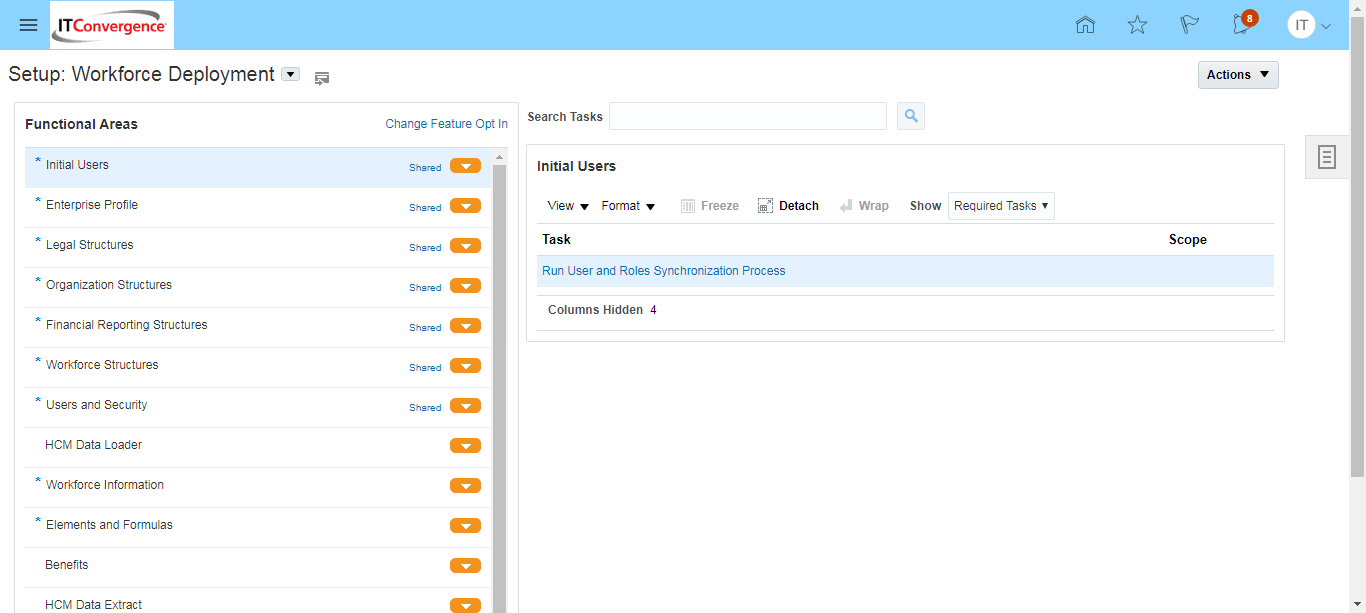 ITConvergence
8
IT
Setup: Workforce Deployment
Actions
Functional Areas
Change Feature Opt In
* Initial Users Shared
* Enterprise Profile Shared
* Legal Structures Shared
* Organization Structures Shared
* Financial Reporting Structures Shared
* Workforce Structures Shared
* Users and Security Shared
HCM Data Loader
* Workforce Information
* Elements and Formulas
Benefits
HCM Data Extract
Search Tasks
Initial Users
View Format Freeze Detach Wrap Show Required Tasks
Task Scope
Run User and Roles Synchronization Process
Columns Hidden 4